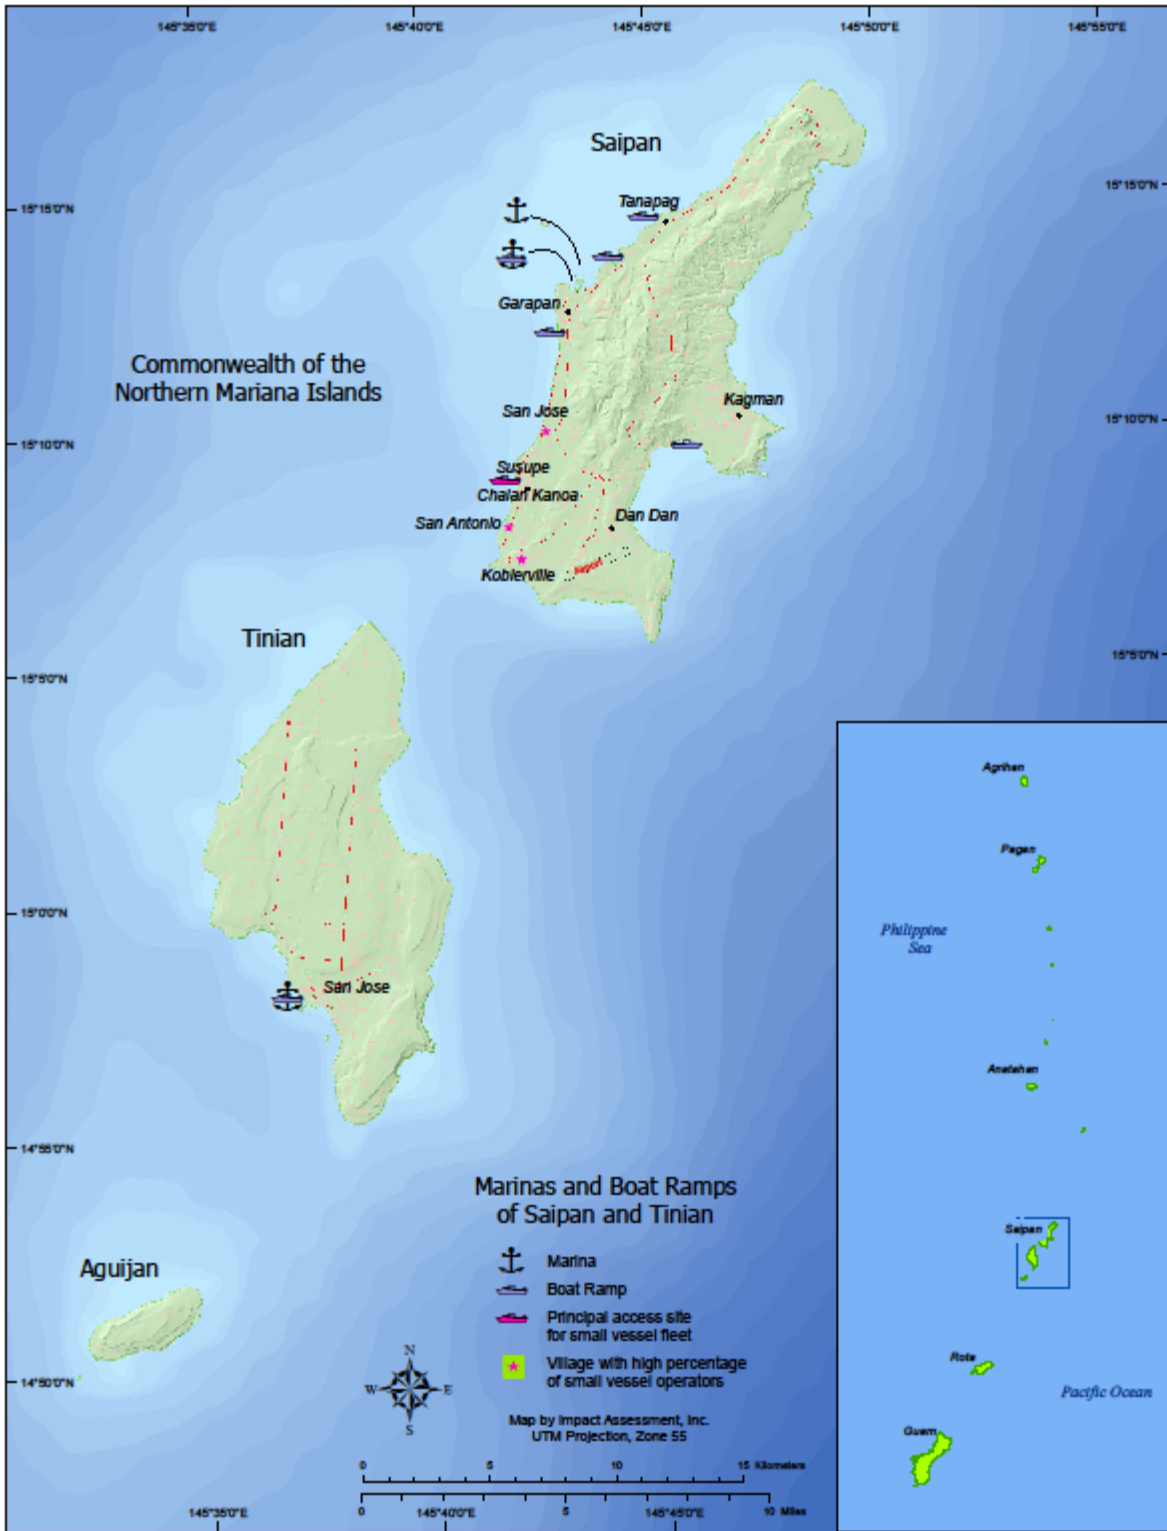 145°35'0"E
145°40'0"E
145°45'0"E
145°50'0"E
145°55'0"E
Saipan
15°15'0"N
15°15'0"N
Tanapag
Garapan
Commonwealth of the
Northern Mariana Islands
Kagman
San Jose
15°10'0"N
15°10'0"N
Susupe
Chalan Kanoa
San Antonio
Dan Dan
Koblerville
Airport
Tinian
15°5'0"N
15°5'0"N
15°0'0"N
San Jose
14°55'0"N
Aguijan
14°50'0"N
Marinas and Boat Ramps
of Saipan and Tinian
Marina
Boat Ramp
Principal access site
for small vessel fleet
Village with high percentage
of small vessel operators
N
W
E
S
Map by Impact Assessment, Inc.
UTM Projection, Zone 55
0 5 10 15 Kilometers
0 5 10 Miles
145°35'0"E
145°40'0"E
145°45'0"E
Agrihan
Pagan
Philippine
Sea
Anatahan
Saipan
Rota
Pacific Ocean
Guam